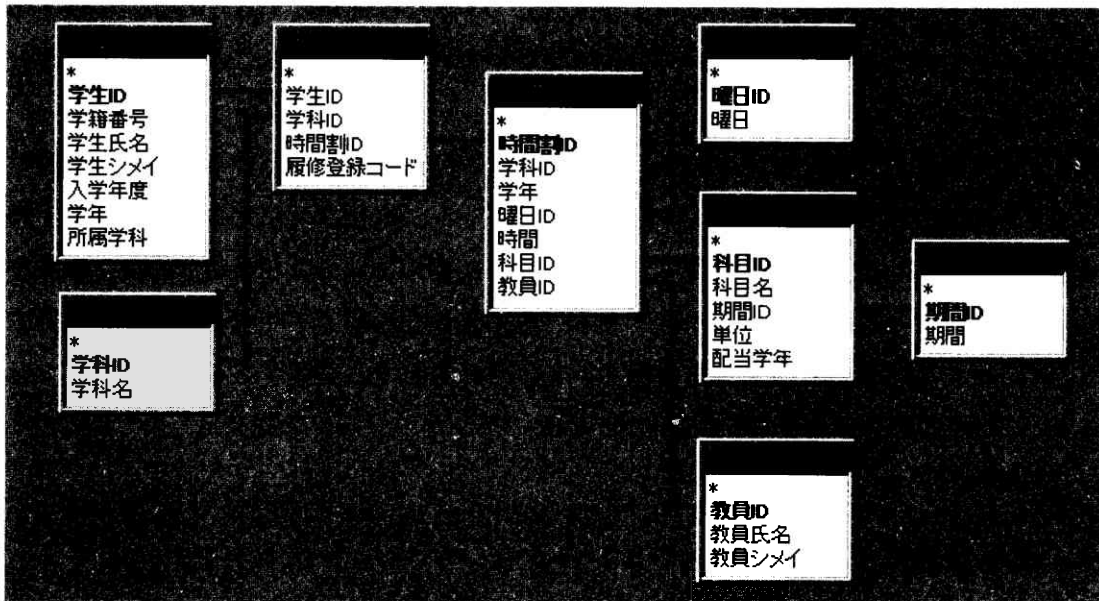 *
学生ID
学籍番号
学生氏名
学生シメイ
入学年度
学年
所属学科
*
学科ID
学科名
*
学生ID
学科ID
時間割ID
履修登録コード
*
時間割ID
学科ID
学年
曜日ID
時間
科目ID
教員ID
*
曜日ID
曜日
*
科目ID
科目名
期間ID
単位
配当学年
*
教員ID
教員氏名
教員シメイ
*
期間ID
期間